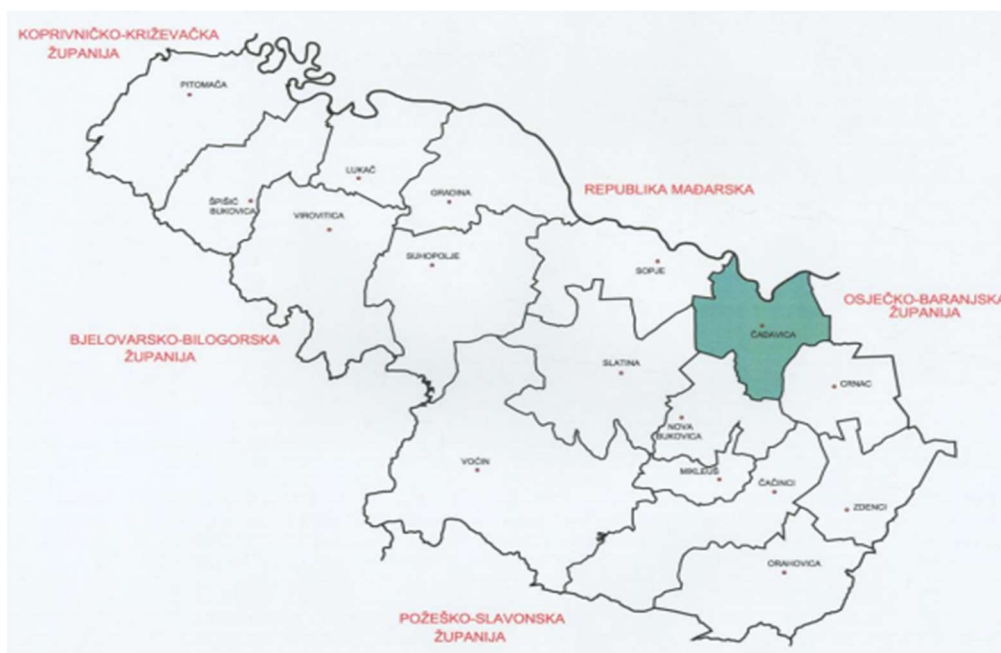 KOPRIVNIČKO-KRIŽEVAČKA
ŽUPANIJA
PITOMAČA
LUKAČ
ŠPIŠIĆ
BUKOVICA
VIROVITICA
GRADINA
REPUBLIKA MAĐARSKA
SUHOPOLJE
SOPJE
OSJEČKO-BARANJSKA
ŽUPANIJA
BJELOVARSKO-BILOGORSKA
ŽUPANIJA
ČAĐAVICA
SLATINA
CRNAC
NOVA
BUKOVICA
VOĆIN
MIKLEUŠ
ČAČINCI
ZDENCI
ORAHOVICA
POŽEŠKO-SLAVONSKA
ŽUPANIJA